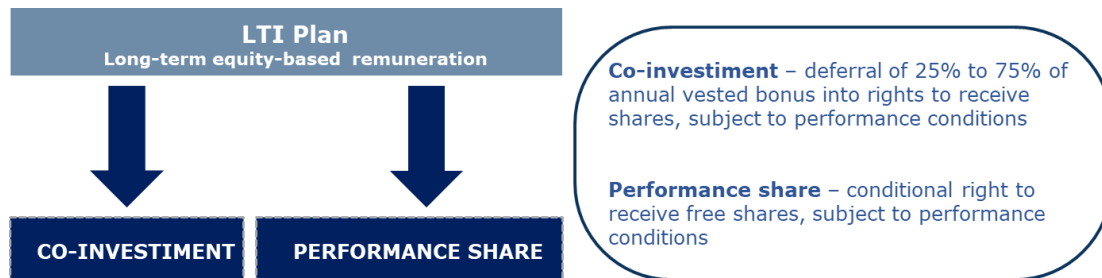 LTI Plan
Long-term equity-based remuneration
CO-INVESTIMENT
PERFORMANCE SHARE
Co-investiment – deferral of 25% to 75% of
annual vested bonus into rights to receive
shares, subject to performance conditions
Performance share – conditional right to
receive free shares, subject to performance
conditions